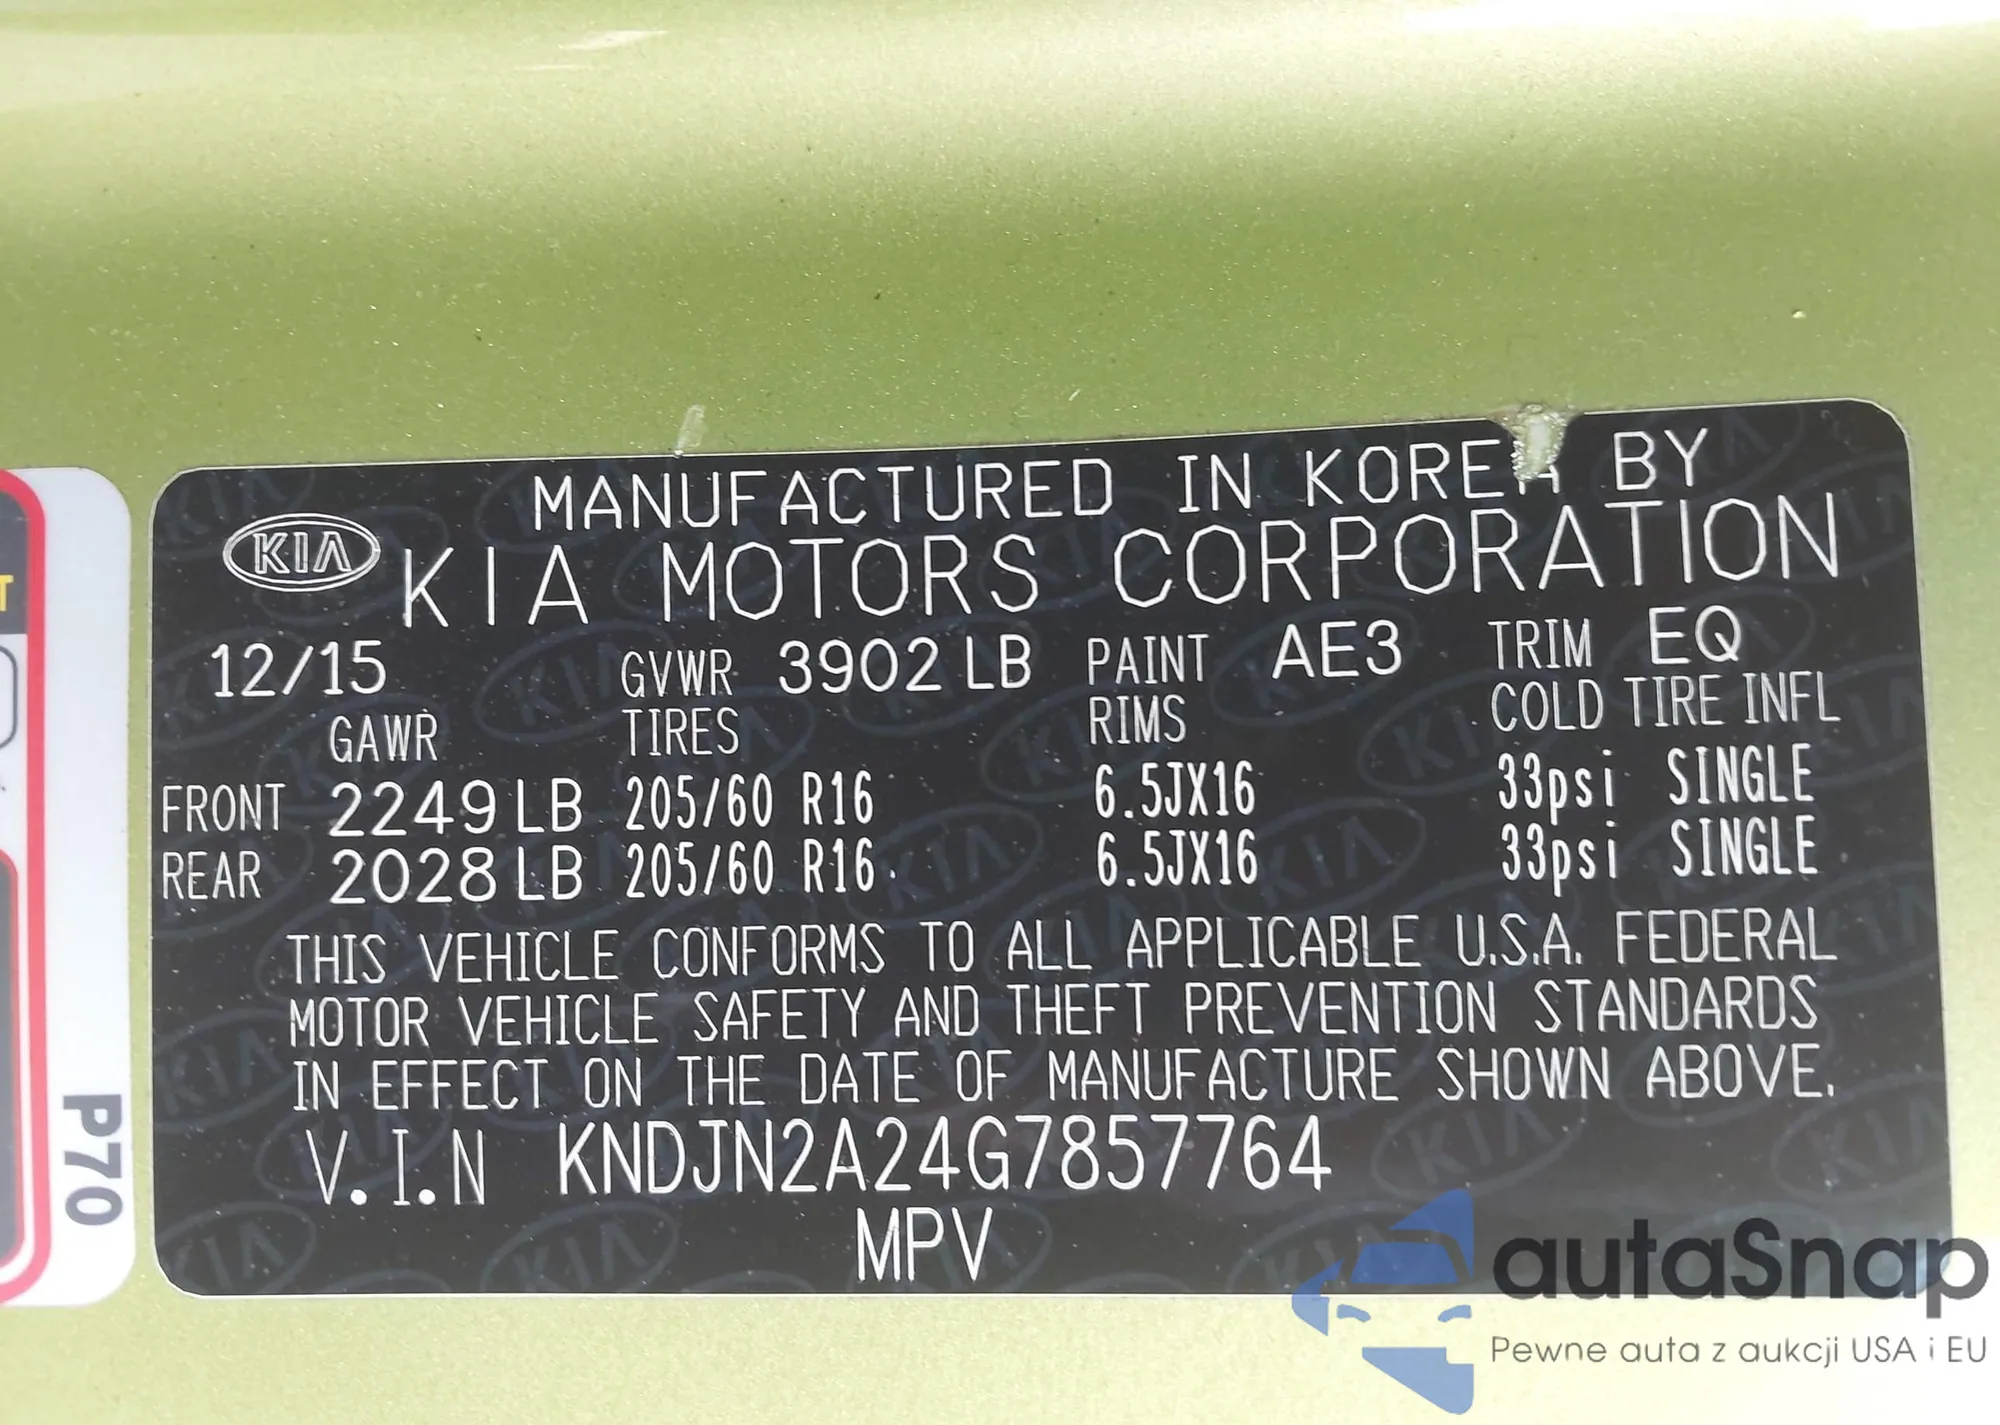 MANUFACTURED IN KOREA BY
KIA KIA MOTORS CORPORATION
12/15 GVWR 3902 LB PAINT AE3 TRIM EQ
GAWR TIRES RIMS COLD TIRE INFL
FRONT 2249 LB 205/60 R16 6.5JX16 33psi SINGLE
REAR 2028 LB 205/60 R16 6.5JX16 33psi SINGLE
THIS VEHICLE CONFORMS TO ALL APPLICABLE U.S.A. FEDERAL
MOTOR VEHICLE SAFETY AND THEFT PREVENTION STANDARDS
IN EFFECT ON THE DATE OF MANUFACTURE SHOWN ABOVE.
V.I.N KNDJN2A24G7857764
MPV
P70
autoSnap
Pewne auta z aukcji USA i EU